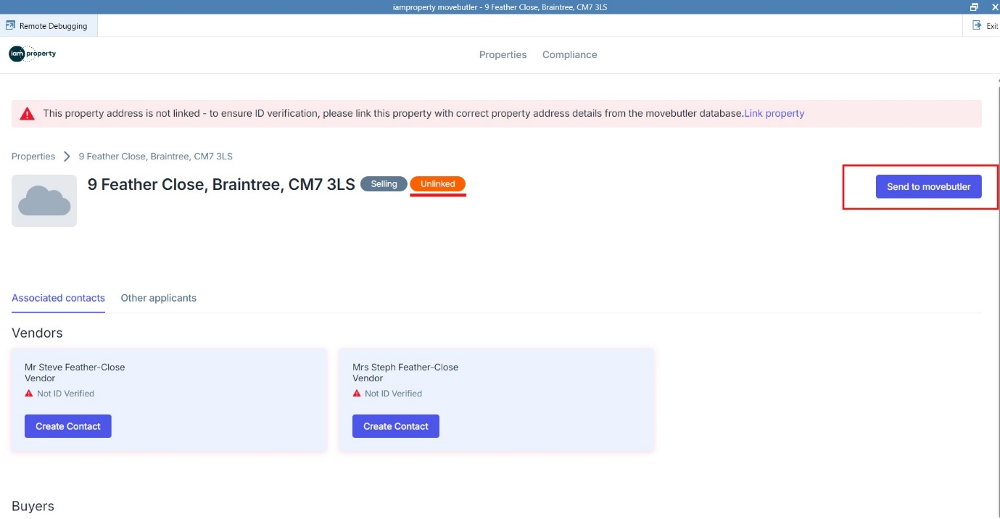 iamproperty movebutler - 9 Feather Close, Braintree, CM7 3LS
Remote Debugging
Exit
iam property
Properties Compliance
This property address is not linked - to ensure ID verification, please link this property with correct property address details from the movebutler database.Link property
Properties 9 Feather Close, Braintree, CM7 3LS
9 Feather Close, Braintree, CM7 3LS Selling Unlinked
Send to movebutler
Associated contacts Other applicants
Vendors
Mr Steve Feather-Close
Vendor
Not ID Verified
Create Contact
Mrs Steph Feather-Close
Vendor
Not ID Verified
Create Contact
Buyers